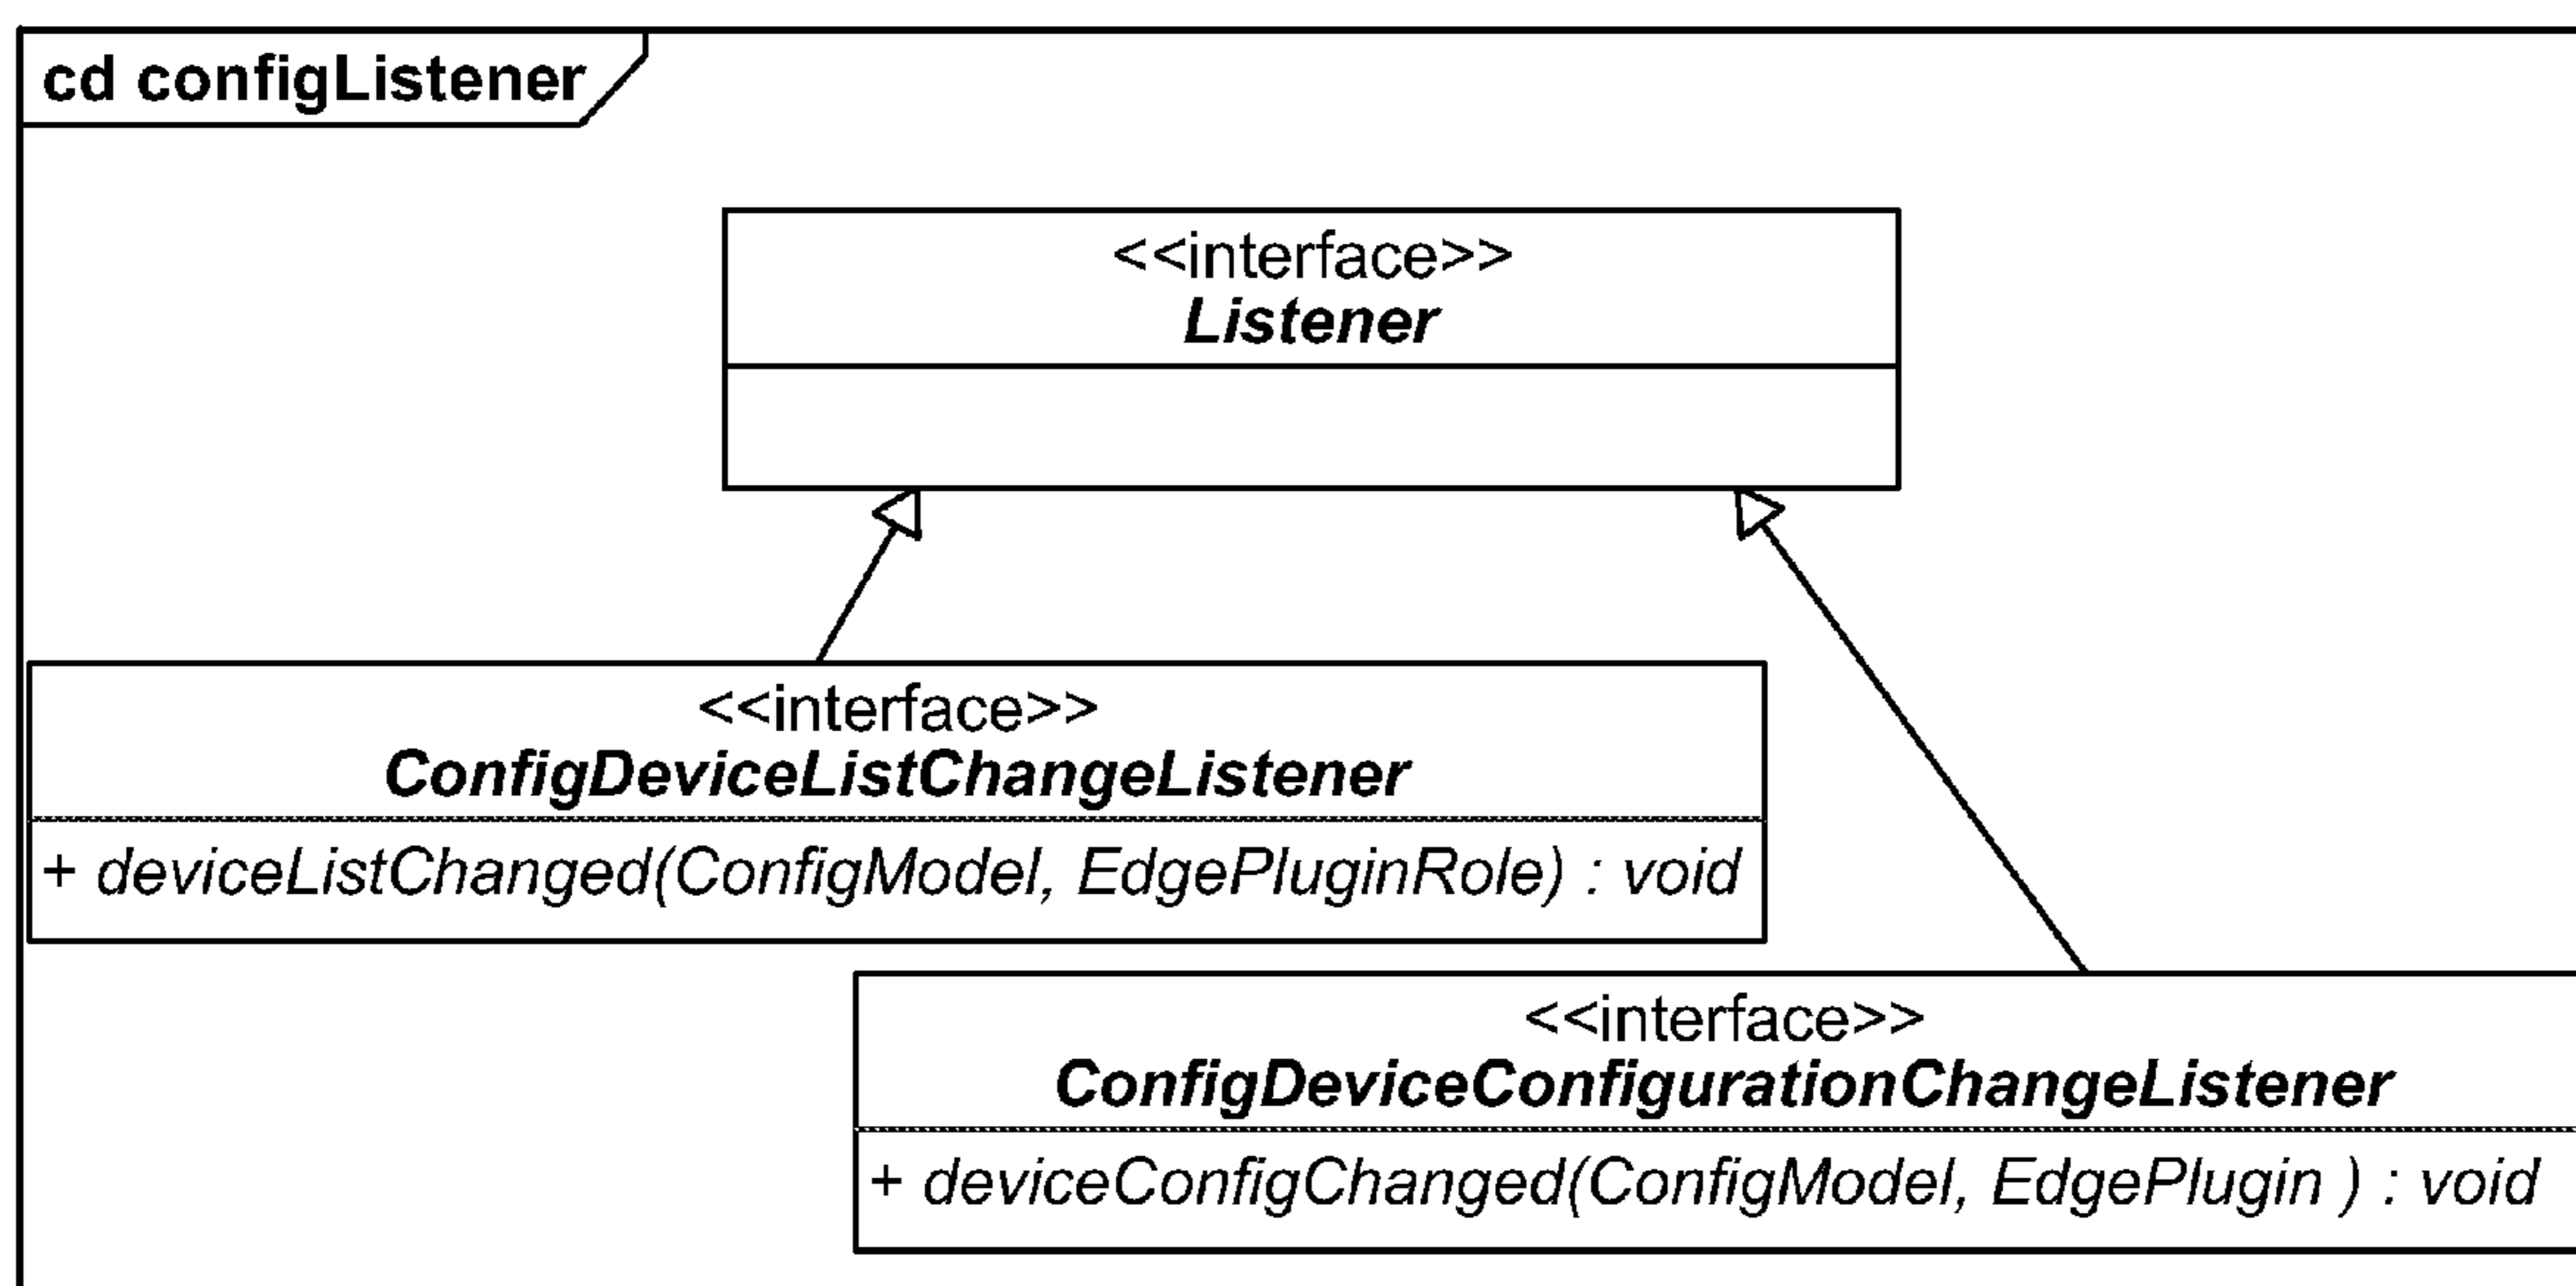 cd configListener
<<interface>>
Listener
<<interface>>
ConfigDeviceListChangeListener
+ deviceListChanged(ConfigModel, EdgePluginRole) : void
<<interface>>
ConfigDeviceConfigurationChangeListener
+ deviceConfigChanged(ConfigModel, EdgePlugin ) : void